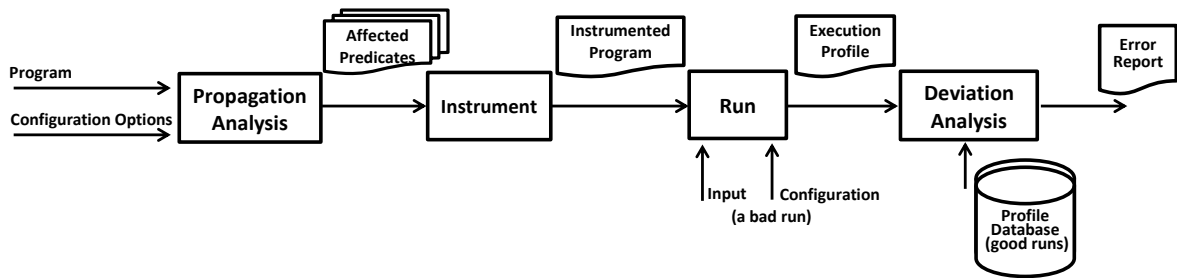 Program
Configuration Options
Propagation
Analysis
Affected
Predicates
Instrument
Instrumented
Program
Run
Input
Configuration
(a bad run)
Execution
Profile
Deviation
Analysis
Profile
Database
(good runs)
Error
Report